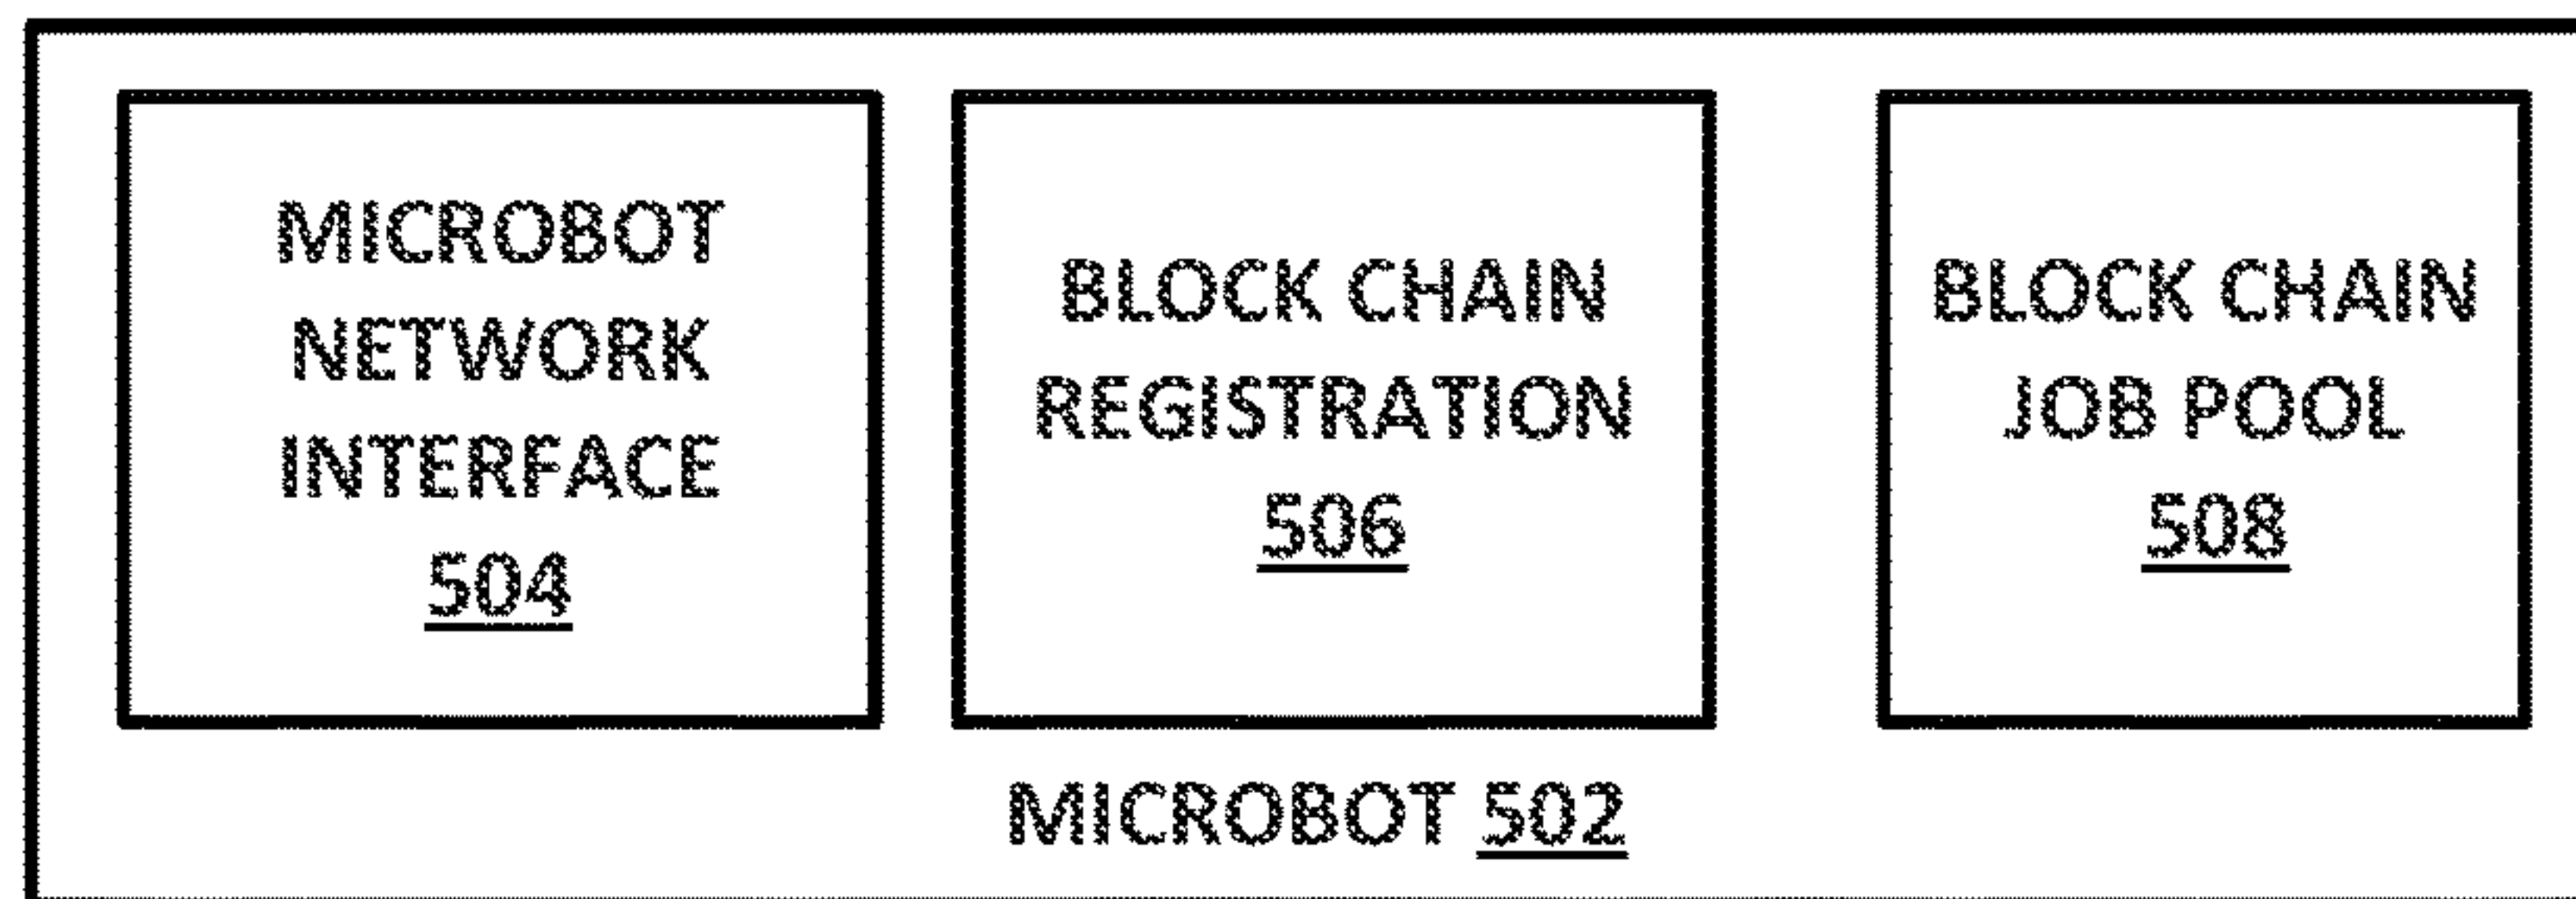 MICROBOT
NETWORK
INTERFACE
504
BLOCK CHAIN
REGISTRATION
506
BLOCK CHAIN
JOB POOL
508
MICROBOT 502